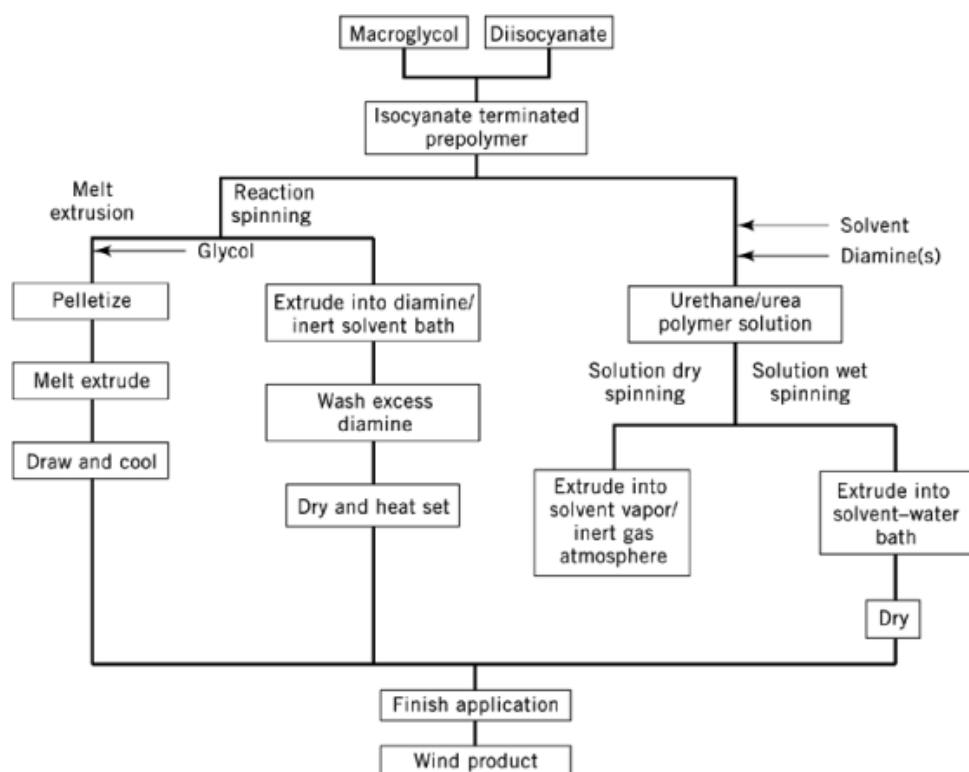 Macroglycol
Diisocyanate
Isocyanate terminated
prepolymer
Melt
extrusion
Reaction
spinning
Glycol
Solvent
Diamine(s)
Pelletize
Extrude into diamine/
inert solvent bath
Urethane/urea
polymer solution
Melt extrude
Wash excess
diamine
Solution dry
spinning
Solution wet
spinning
Draw and cool
Dry and heat set
Extrude into
solvent vapor/
inert gas
atmosphere
Extrude into
solvent–water
bath
Dry
Finish application
Wind product